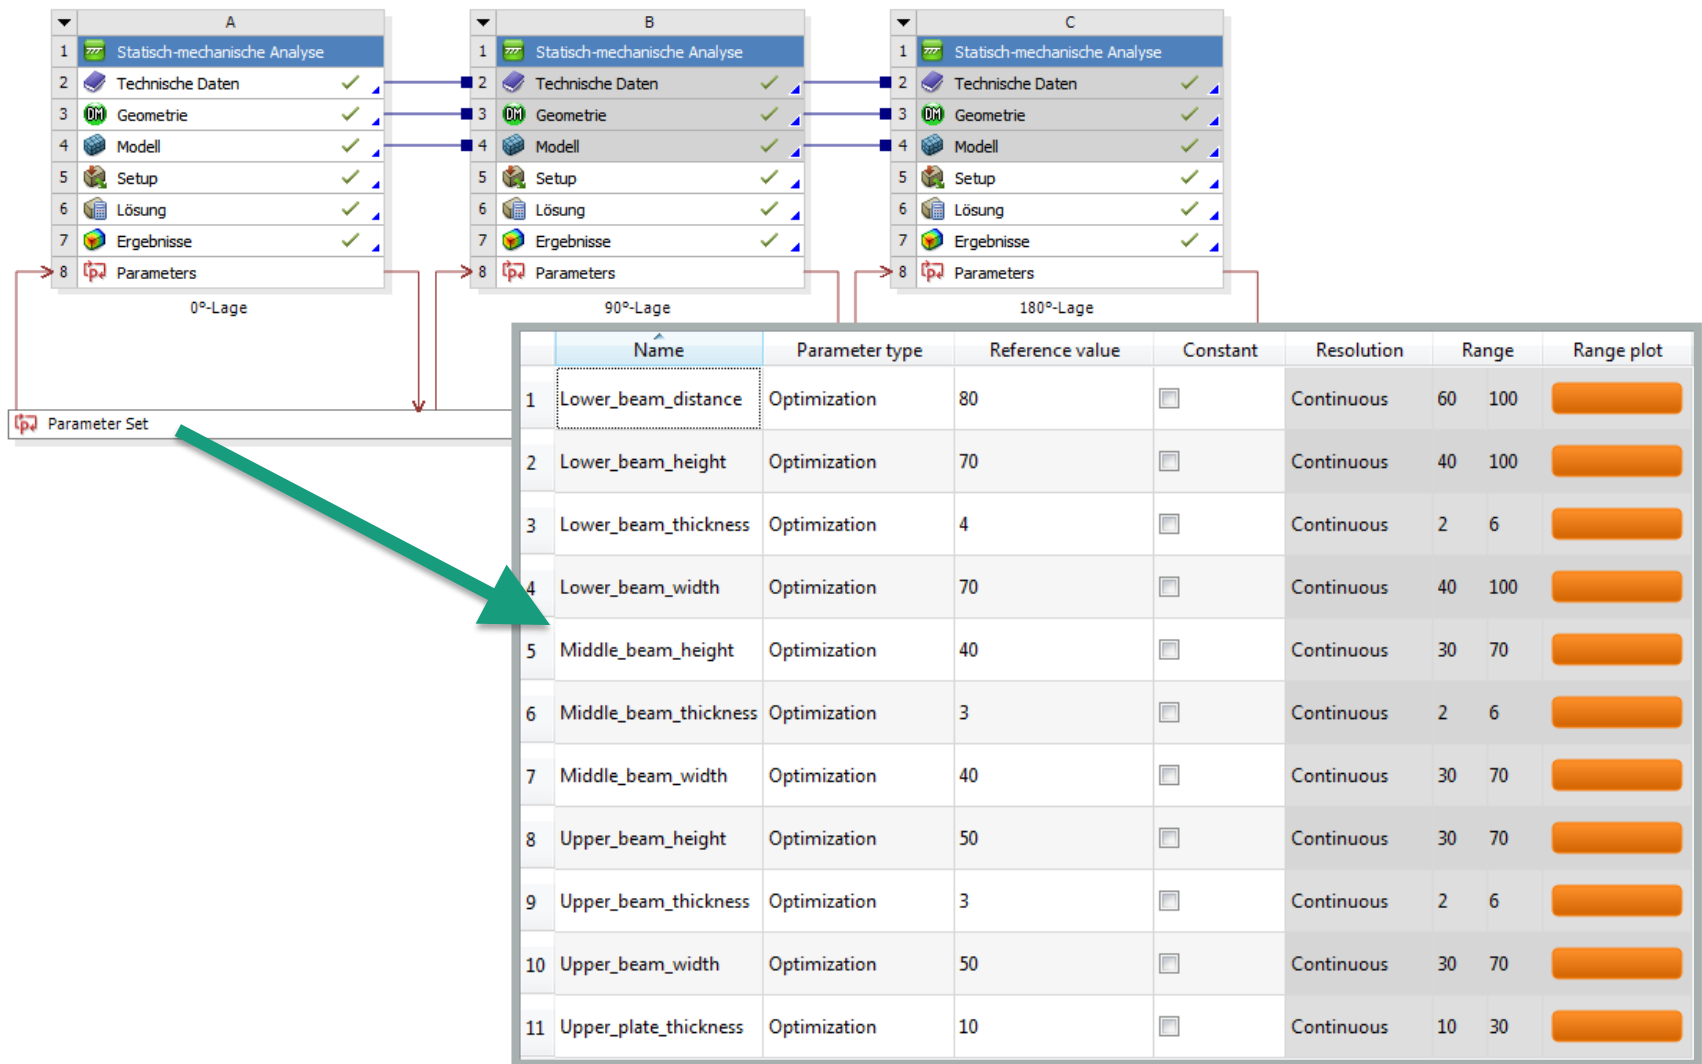 A
1 Statisch-mechanische Analyse
2 Technische Daten
3 Geometrie
4 Modell
5 Setup
6 Lösung
7 Ergebnisse
8 Parameters
0°-Lage
B
1 Statisch-mechanische Analyse
2 Technische Daten
3 Geometrie
4 Modell
5 Setup
6 Lösung
7 Ergebnisse
8 Parameters
90°-Lage
C
1 Statisch-mechanische Analyse
2 Technische Daten
3 Geometrie
4 Modell
5 Setup
6 Lösung
7 Ergebnisse
8 Parameters
180°-Lage
Parameter Set
Name Parameter type Reference value Constant Resolution Range Range plot
1 Lower_beam_distance Optimization 80 Continuous 60 100
2 Lower_beam_height Optimization 70 Continuous 40 100
3 Lower_beam_thickness Optimization 4 Continuous 2 6
4 Lower_beam_width Optimization 70 Continuous 40 100
5 Middle_beam_height Optimization 40 Continuous 30 70
6 Middle_beam_thickness Optimization 3 Continuous 2 6
7 Middle_beam_width Optimization 40 Continuous 30 70
8 Upper_beam_height Optimization 50 Continuous 30 70
9 Upper_beam_thickness Optimization 3 Continuous 2 6
10 Upper_beam_width Optimization 50 Continuous 30 70
11 Upper_plate_thickness Optimization 10 Continuous 10 30